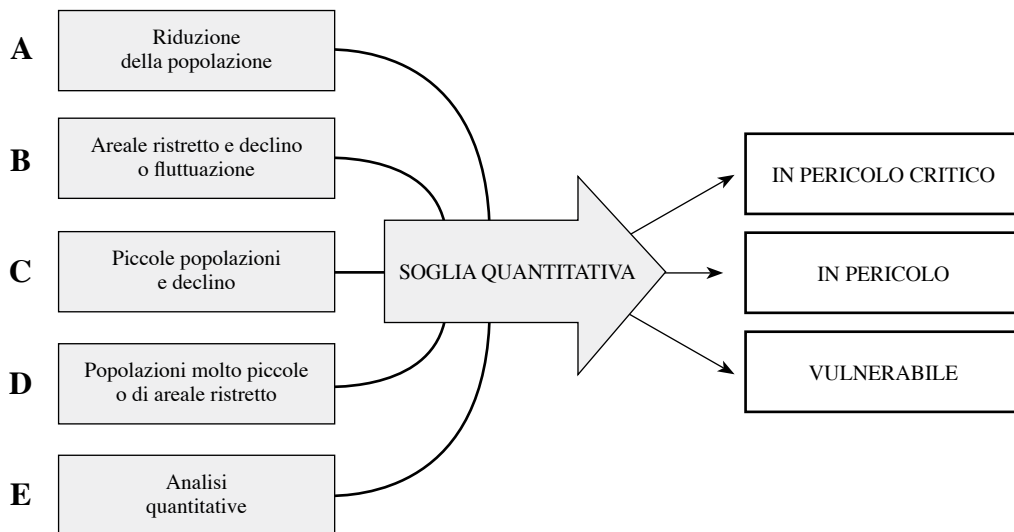 A
Riduzione
della popolazione
B
Areale ristretto e declino
o fluttuazione
C
Piccole popolazioni
e declino
D
Popolazioni molto piccole
o di areale ristretto
E
Analisi
quantitative
SOGLIA QUANTITATIVA
IN PERICOLO CRITICO
IN PERICOLO
VULNERABILE